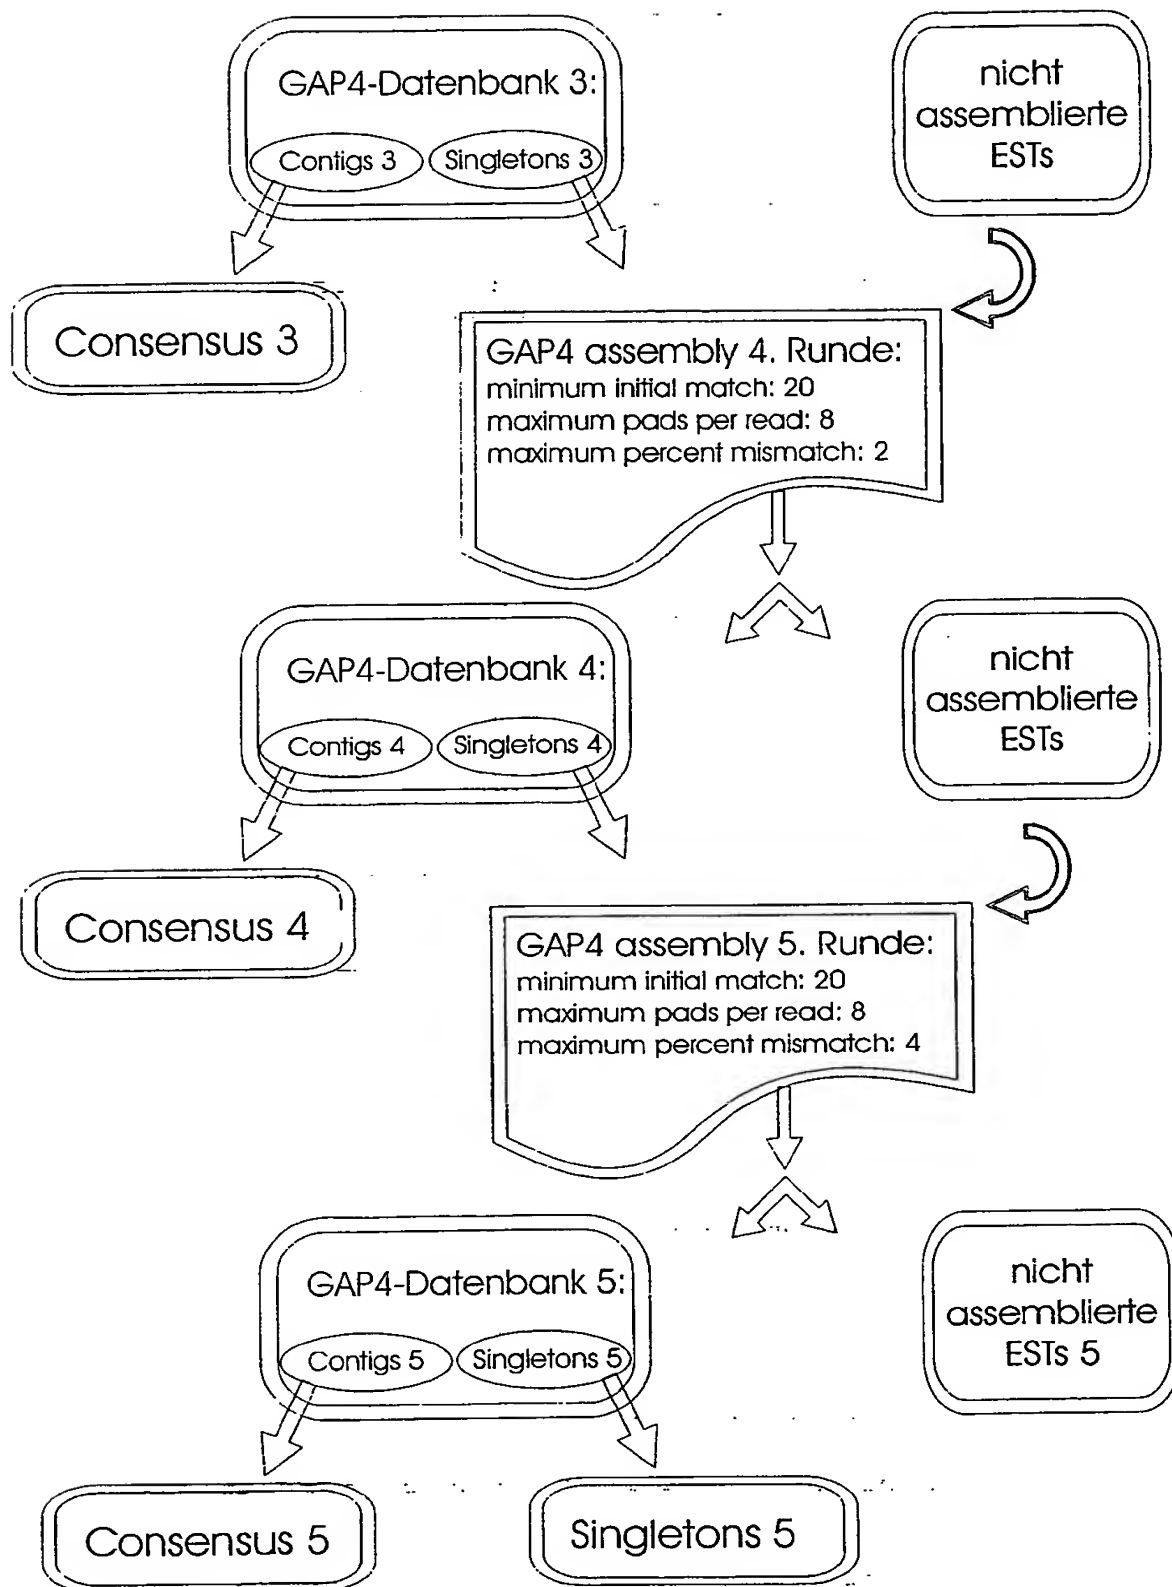 GAP4-Datenbank 3:
Contigs 3
Singletons 3
nicht
assemblierte
ESTs
Consensus 3
GAP4 assembly 4. Runde:
minimum initial match: 20
maximum pads per read: 8
maximum percent mismatch: 2
GAP4-Datenbank 4:
Contigs 4
Singletons 4
nicht
assemblierte
ESTs
Consensus 4
GAP4 assembly 5. Runde:
minimum initial match: 20
maximum pads per read: 8
maximum percent mismatch: 4
GAP4-Datenbank 5:
Contigs 5
Singletons 5
nicht
assemblierte
ESTs 5
Consensus 5
Singletons 5